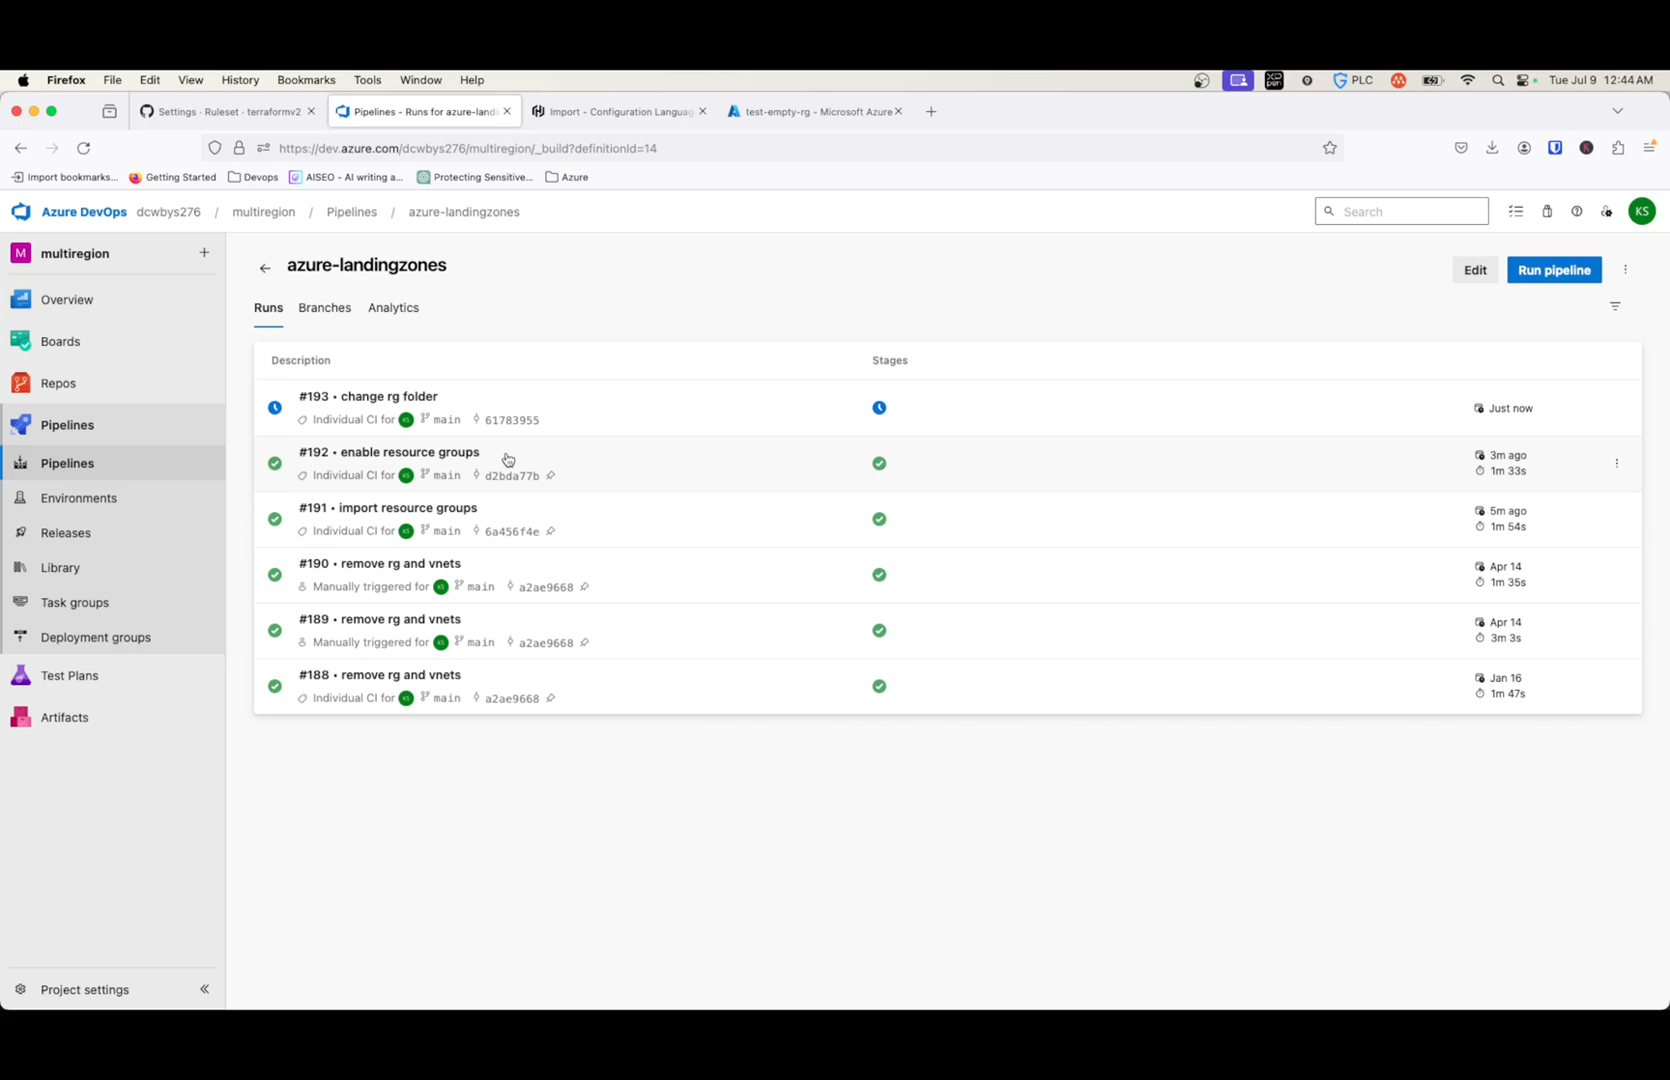 Firefox File Edit View History Bookmarks Tools Window Help PLC Tue Jul 9 12:44 AM
Settings · Ruleset · terraformv2 Pipelines - Runs for azure-landi Import - Configuration Languag test-empty-rg - Microsoft Azure
https://dev.azure.com/dcwbys276/multiregion/_build?definitionId=14
Import bookmarks... Getting Started Devops AISEO - AI writing a... Protecting Sensitive... Azure
Azure DevOps dcwbys276 / multiregion / Pipelines / azure-landingzones Search KS
M multiregion
Overview
Boards
Repos
Pipelines
Pipelines
Environments
Releases
Library
Task groups
Deployment groups
Test Plans
Artifacts
Project settings
azure-landingzones
Edit Run pipeline
Runs Branches Analytics
Description Stages
#193 • change rg folder
Individual CI for KS main 61783955
Just now
#192 • enable resource groups
Individual CI for KS main d2bda77b
3m ago
1m 33s
#191 • import resource groups
Individual CI for KS main 6a456f4e
5m ago
1m 54s
#190 • remove rg and vnets
Manually triggered for KS main a2ae9668
Apr 14
1m 35s
#189 • remove rg and vnets
Manually triggered for KS main a2ae9668
Apr 14
3m 3s
#188 • remove rg and vnets
Individual CI for KS main a2ae9668
Jan 16
1m 47s